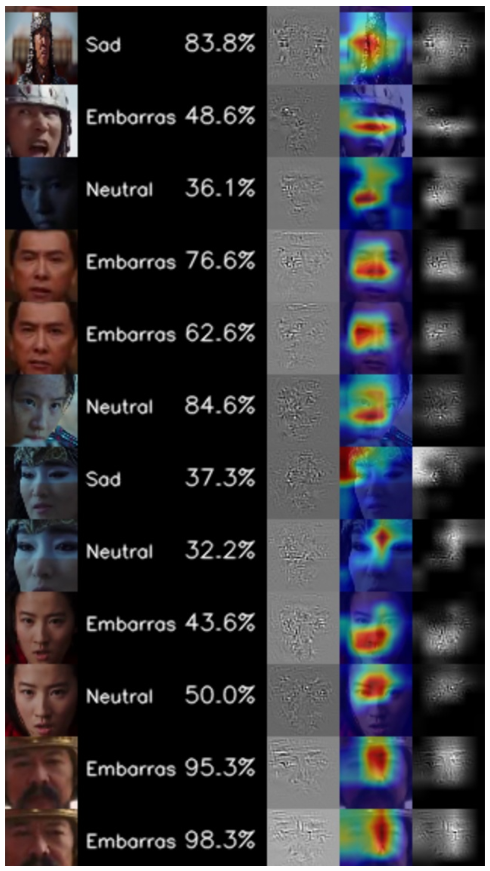 Sad 83.8%
Embarras 48.6%
Neutral 36.1%
Embarras 76.6%
Embarras 62.6%
Neutral 84.6%
Sad 37.3%
Neutral 32.2%
Embarras 43.6%
Neutral 50.0%
Embarras 95.3%
Embarras 98.3%